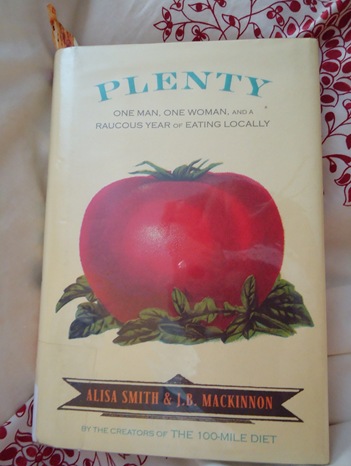 PLENTY
ONE MAN, ONE WOMAN, AND A
RAUCOUS YEAR OF EATING LOCALLY
ALISA SMITH & J.B. MACKINNON
BY THE CREATORS OF THE 100-MILE DIET